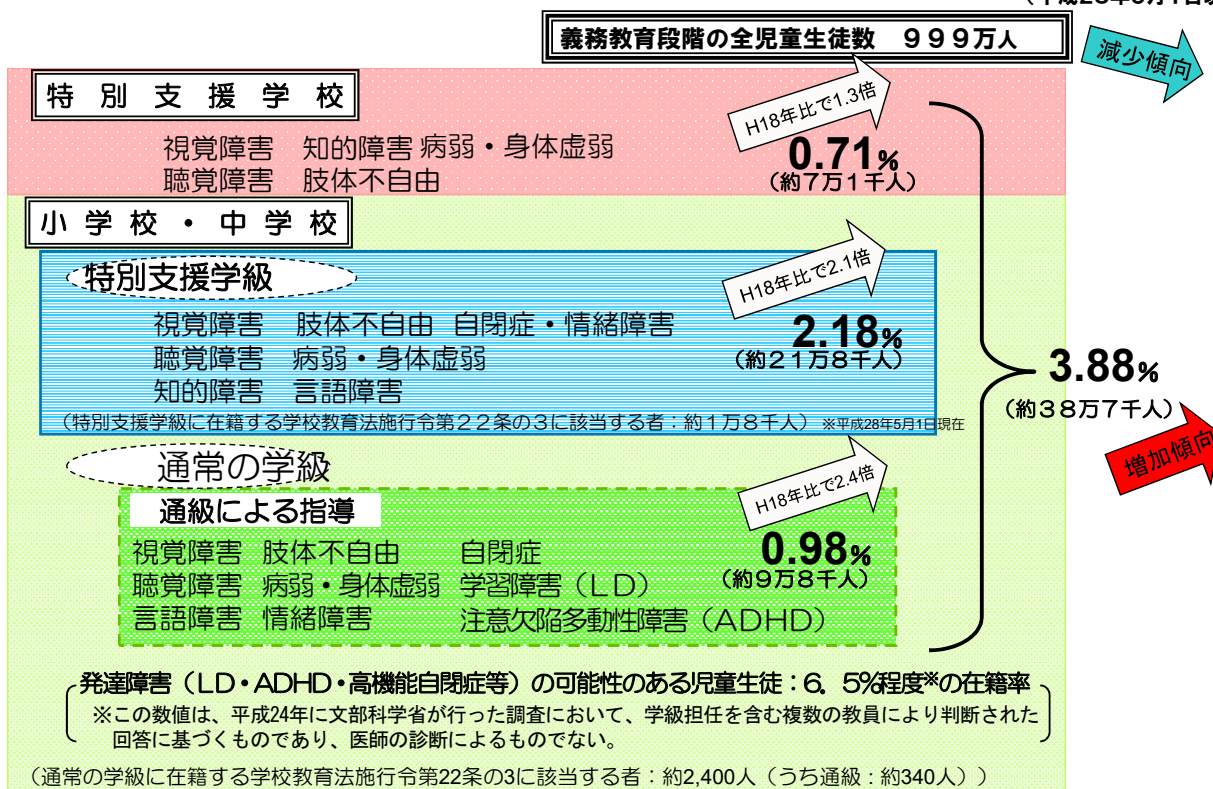 義務教育段階の全児童生徒数 999万人
減少傾向
特別支援学校
H18年比で1.3倍
視覚障害 知的障害 病弱・身体虚弱
聴覚障害 肢体不自由
0.71%
（約7万1千人）
小学校・中学校
特別支援学級
H18年比で2.1倍
視覚障害 肢体不自由 自閉症・情緒障害
聴覚障害 病弱・身体虚弱
知的障害 言語障害
2.18%
（約21万8千人）
（特別支援学級に在籍する学校教育法施行令第22条の3に該当する者：約1万8千人） ※平成28年5月1日現在
3.88%
（約38万7千人）
増加傾向
通常の学級
H18年比で2.4倍
通級による指導
視覚障害 肢体不自由 自閉症
聴覚障害 病弱・身体虚弱 学習障害（LD）
言語障害 情緒障害 注意欠陥多動性障害（ADHD）
0.98%
（約9万8千人）
発達障害（LD・ADHD・高機能自閉症等）の可能性のある児童生徒：6．5%程度※の在籍率
※この数値は、平成24年に文部科学省が行った調査において、学級担任を含む複数の教員により判断された
回答に基づくものであり、医師の診断によるものでない。
（通常の学級に在籍する学校教育法施行令第22条の3に該当する者：約2,400人（うち通級：約340人））